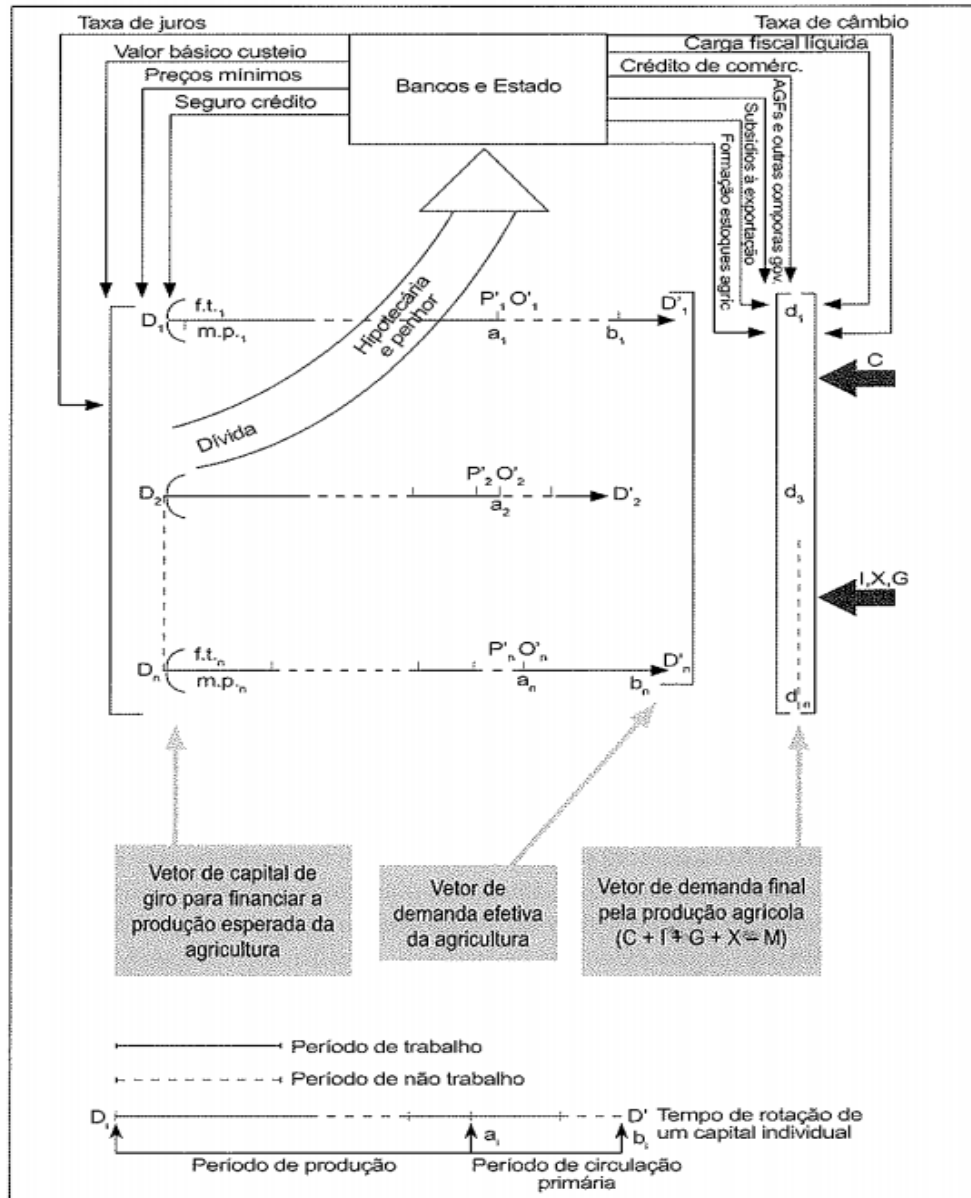 Taxa de juros
Valor básico custeio
Preços mínimos
Seguro crédito
Bancos e Estado
Taxa de câmbio
Carga fiscal líquida
Crédito de comérc.
AGFs e outras comporas gov.
Subsídios à exportação
Formação estoques agric
D₁
f.t.₁
m.p.₁
P'₁ O'₁
a₁
b₁
D'₁
d₁
C
Hipotecária
e penhor
Dívida
D₂
P'₂ O'₂
a₂
D'₂
d₃
I,X,G
Dₙ
f.t.ₙ
m.p.ₙ
P'ₙ O'ₙ
aₙ
bₙ
D'ₙ
Vetor de capital de
giro para financiar a
produção esperada da
agricultura
Vetor de
demanda efetiva
da agricultura
Vetor de demanda final
pela produção agrícola
(C + I + G + X – M)
Período de trabalho
Período de não trabalho
Dᵢ
aᵢ
D'
bᵢ
Tempo de rotação de
um capital individual
Período de produção
Período de circulação
primária